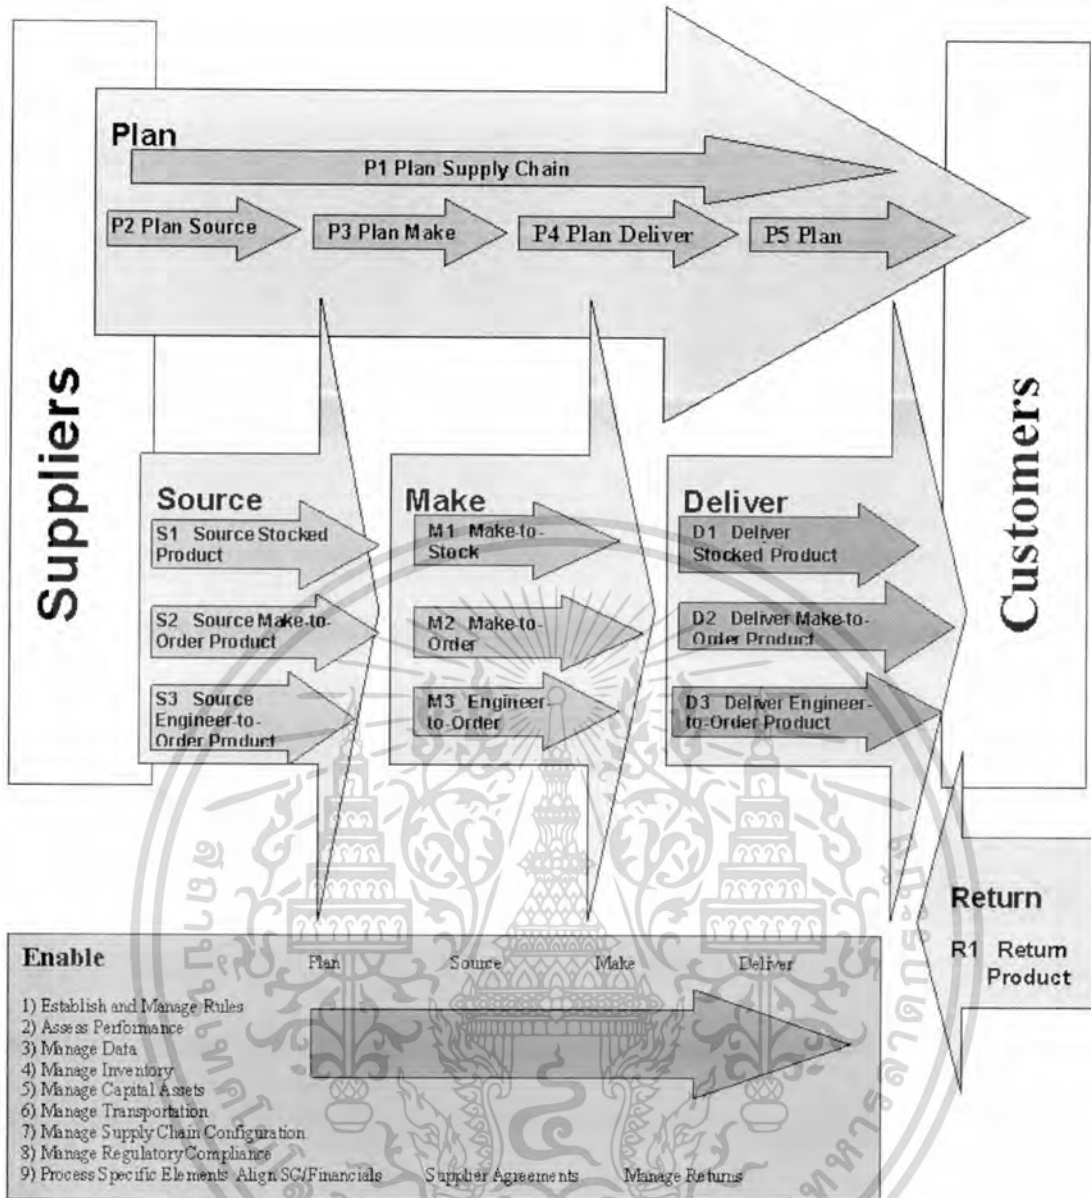 Suppliers
Customers
Plan
P1 Plan Supply Chain
P2 Plan Source
P3 Plan Make
P4 Plan Deliver
P5 Plan
Source
S1 Source Stocked
Product
S2 Source Make-to-
Order Product
S3 Source
Engineer-to-
Order Product
Make
M1 Make-to-
Stock
M2 Make-to-
Order
M3 Engineer-
to-Order
Deliver
D1 Deliver
Stocked Product
D2 Deliver Make-to-
Order Product
D3 Deliver Engineer-
to-Order Product
Return
R1 Return
Product
Enable
Plan Source Make Deliver
1) Establish and Manage Rules
2) Assess Performance
3) Manage Data
4) Manage Inventory
5) Manage Capital Assets
6) Manage Transportation
7) Manage Supply Chain Configuration
8) Manage Regulatory Compliance
9) Process Specific Elements Align SC/Financials Supplier Agreements Manage Returns